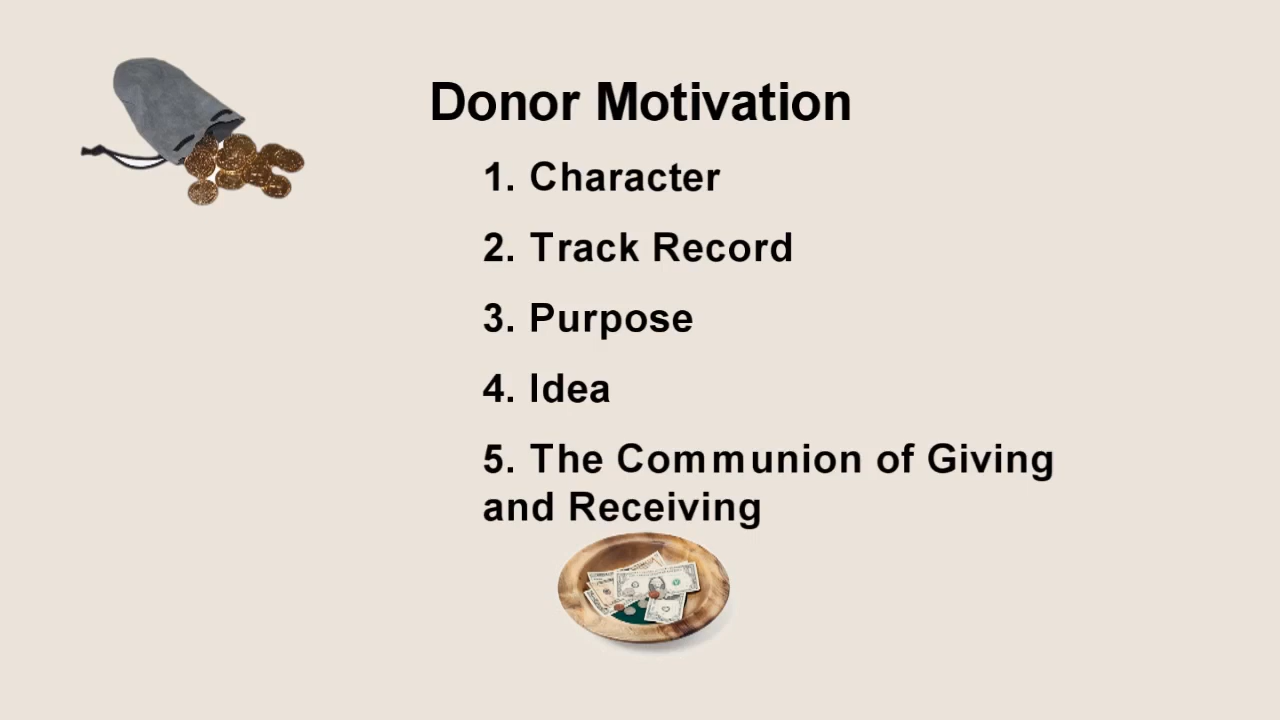 Donor Motivation
1. Character
2. Track Record
3. Purpose
4. Idea
5. The Communion of Giving
and Receiving